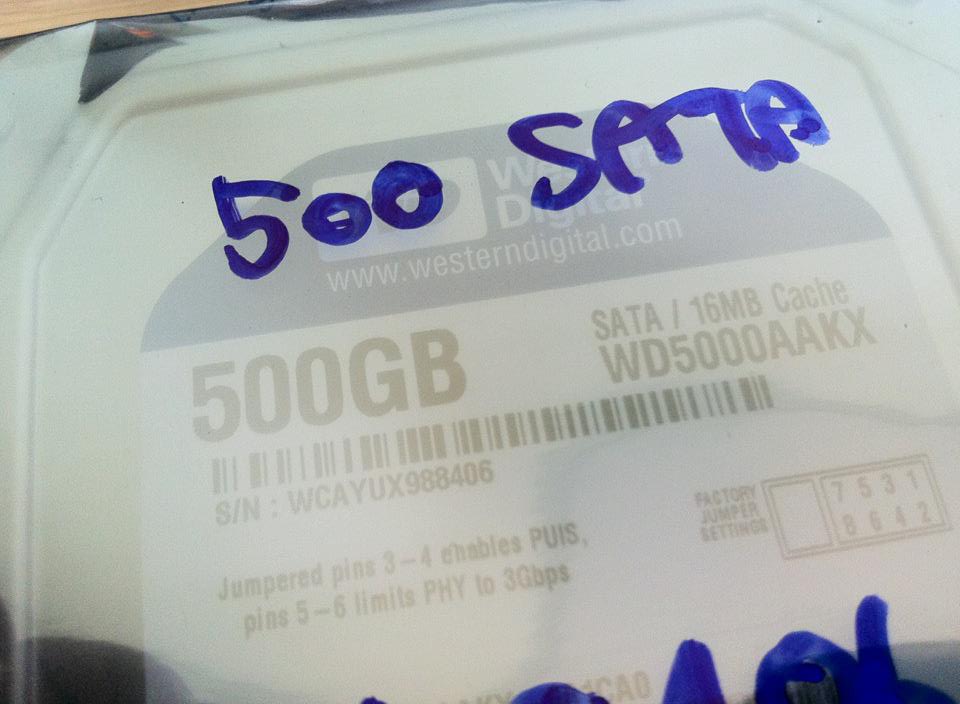 500 SATA
Western
Digital
www.westerndigital.com
500GB
SATA / 16MB Cache
WD5000AAKX
S/N : WCAYUX988406
FACTORY
JUMPER
SETTINGS
7 5 3 1
8 6 4 2
Jumpered pins 3-4 enables PUIS,
pins 5-6 limits PHY to 3Gbps